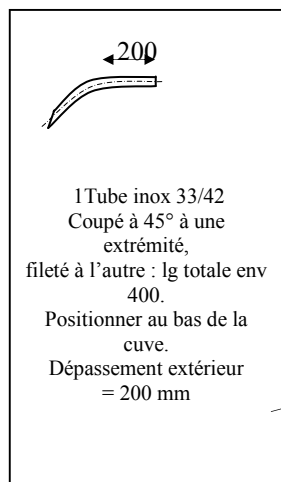 200
1Tube inox 33/42
Coupé à 45° à une
extrémité,
fileté à l'autre : lg totale env
400.
Positionner au bas de la
cuve.
Dépassement extérieur
= 200 mm